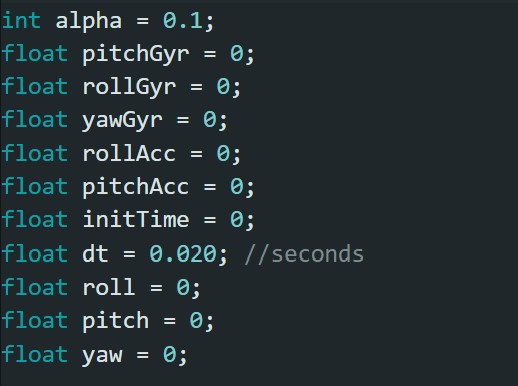 int alpha = 0.1;
float pitchGyr = 0;
float rollGyr = 0;
float yawGyr = 0;
float rollAcc = 0;
float pitchAcc = 0;
float initTime = 0;
float dt = 0.020; //seconds
float roll = 0;
float pitch = 0;
float yaw = 0;